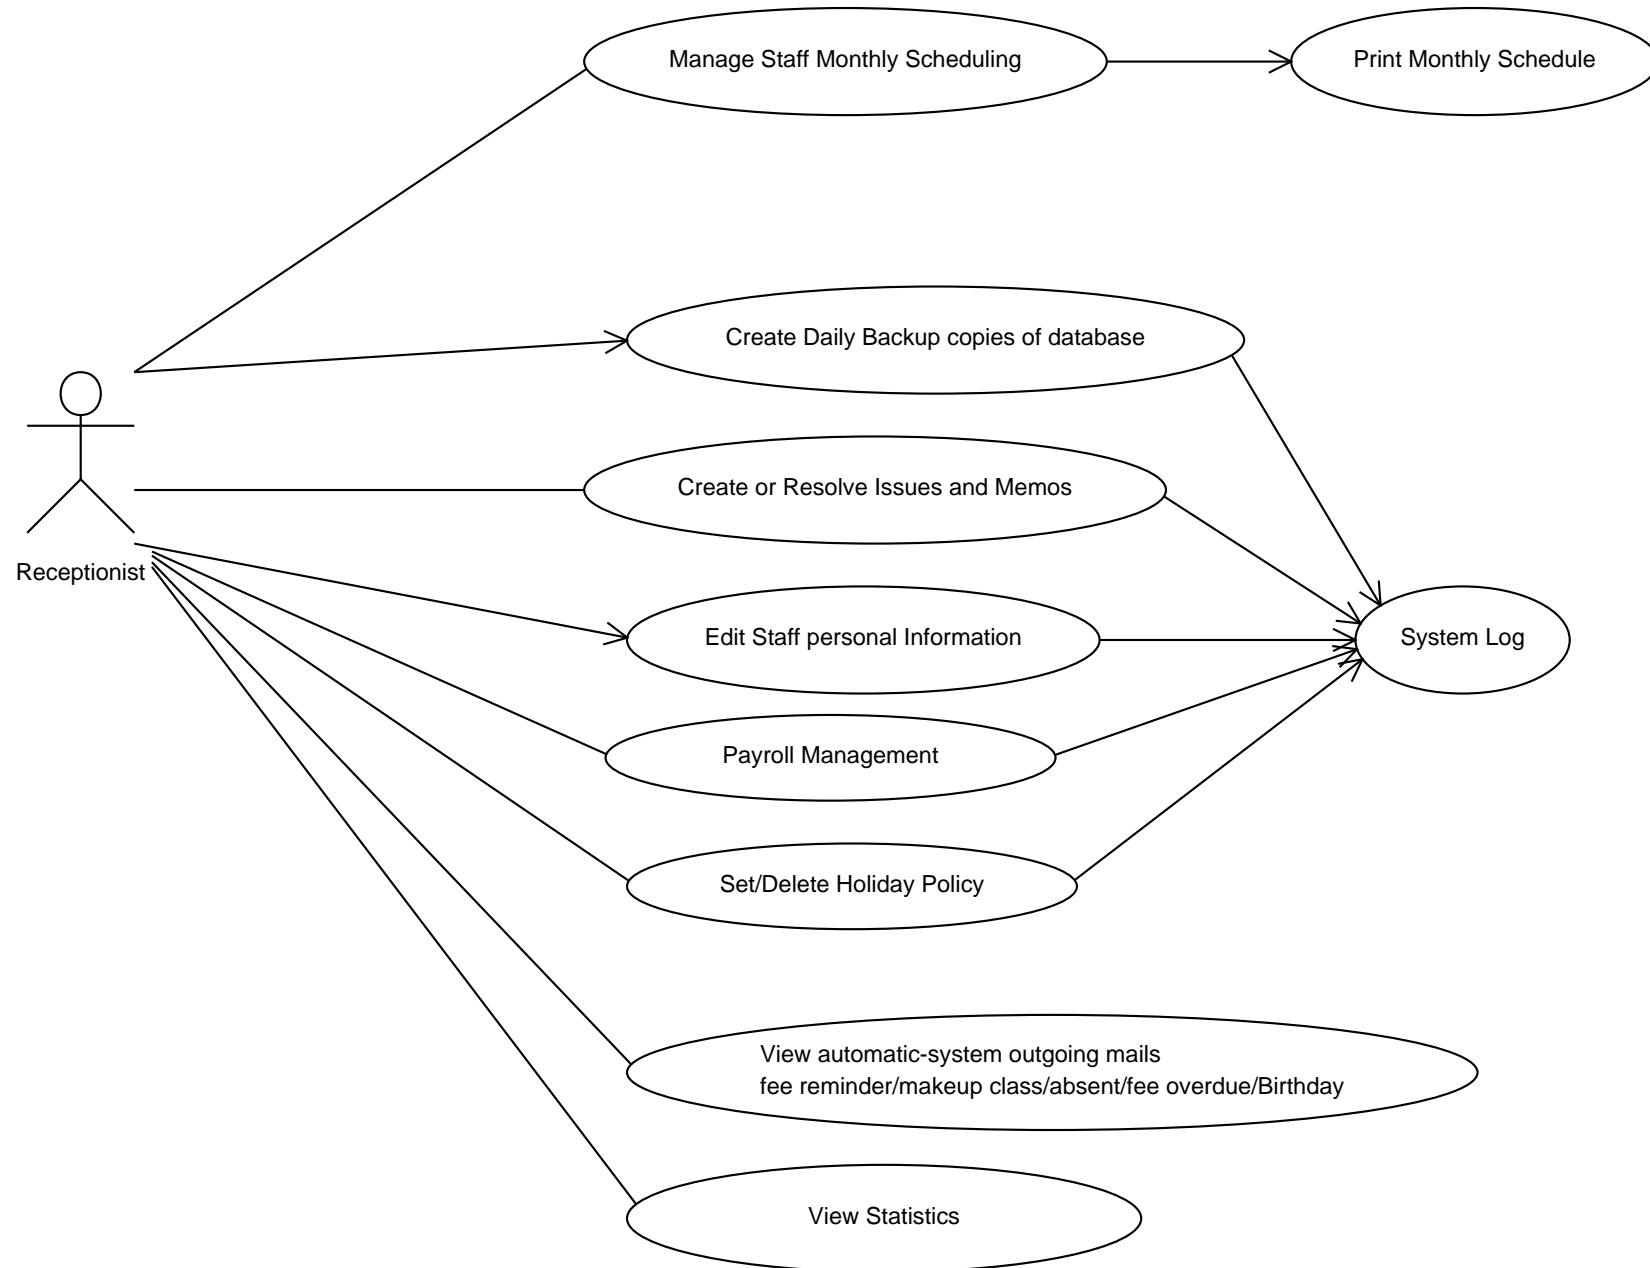 Manage Staff Monthly Scheduling
Print Monthly Schedule
Create Daily Backup copies of database
Create or Resolve Issues and Memos
Receptionist
Edit Staff personal Information
System Log
Payroll Management
Set/Delete Holiday Policy
View automatic-system outgoing mails
fee reminder/makeup class/absent/fee overdue/Birthday
View Statistics